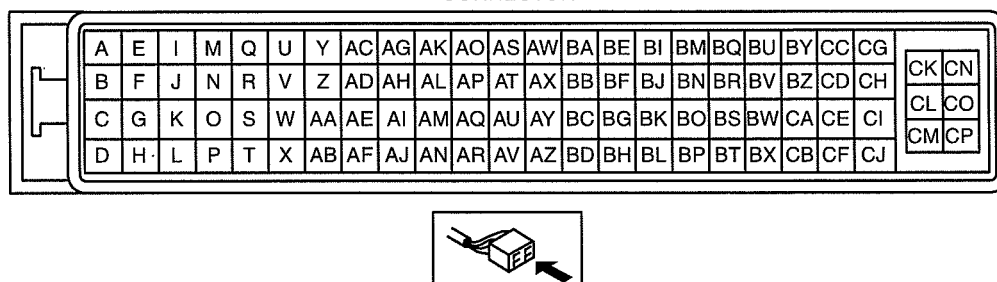 A E I M Q U Y AC AG AK AO AS AW BA BE BI BM BQ BU BY CC CG
B F J N R V Z AD AH AL AP AT AX BB BF BJ BN BR BV BZ CD CH
C G K O S W AA AE AI AM AQ AU AY BC BG BK BO BS BW CA CE CI
D H L P T X AB AF AJ AN AR AV AZ BD BH BL BP BT BX CB CF CJ
CK CN
CL CO
CM CP